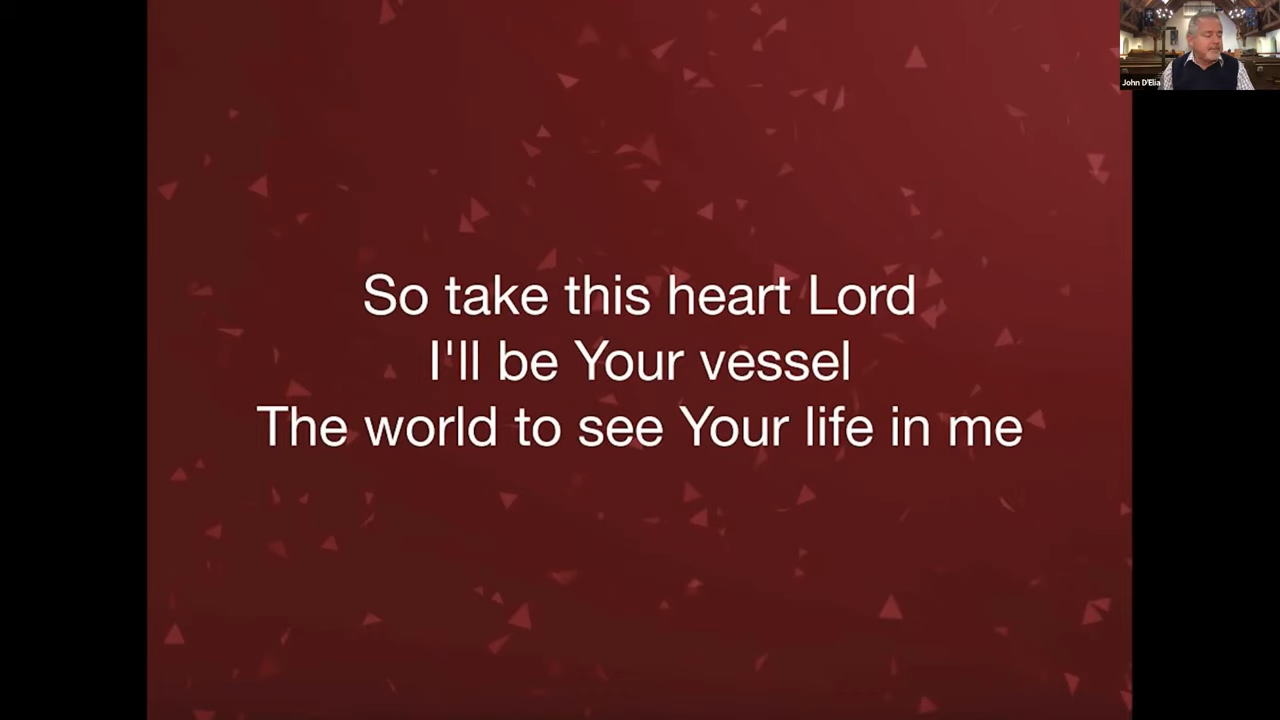 So take this heart Lord
I'll be Your vessel
The world to see Your life in me
John D'Elia